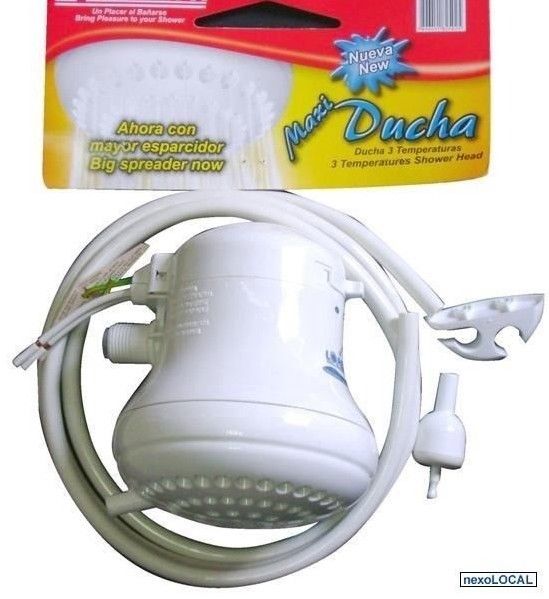 Un Placer al Bañarse
Bring Pleasure to your Shower
Nueva
New
Ahora con
mayor esparcidor
Big spreader now
Maxi Ducha
Ducha 3 Temperaturas
3 Temperatures Shower Head
nexoLOCAL